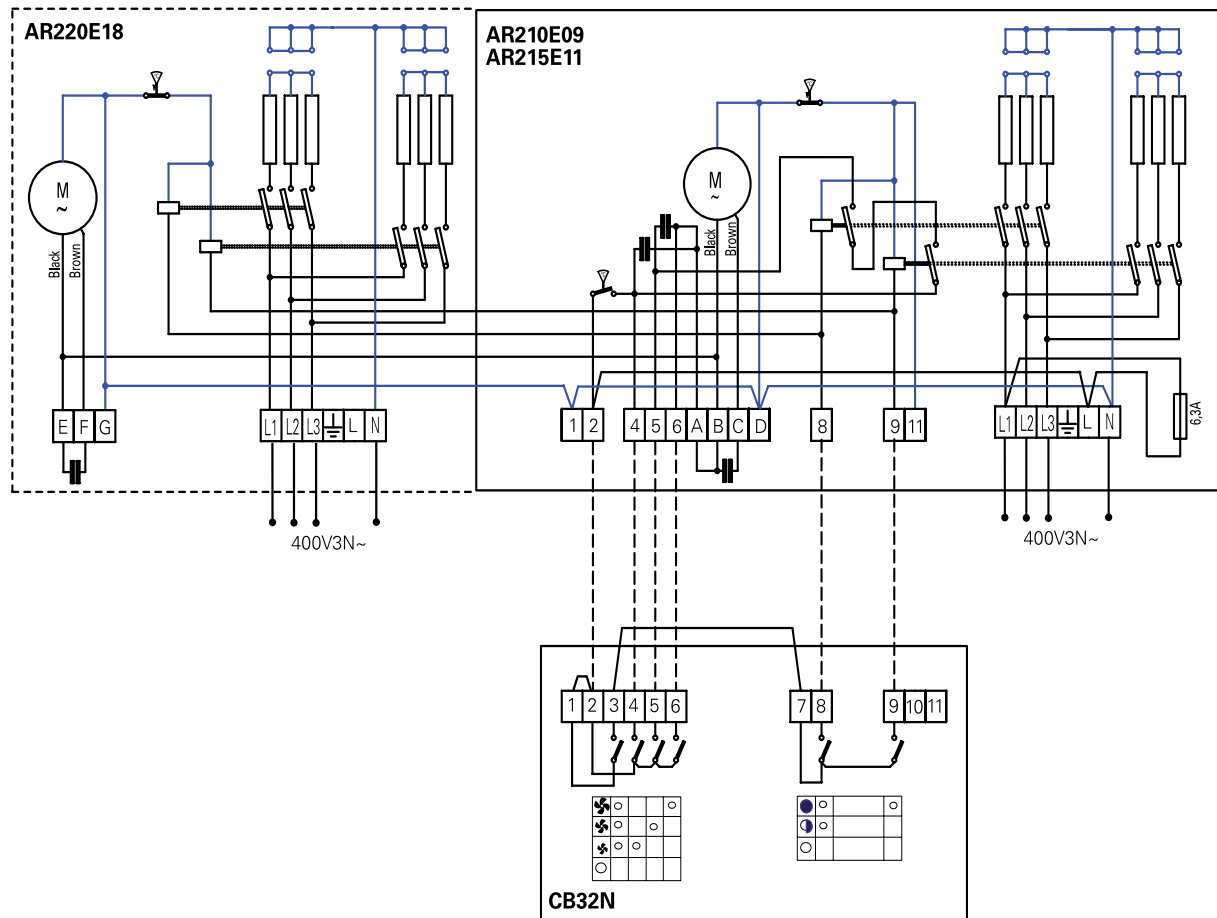 AR220E18
AR210E09
AR215E11
M
~
Black
Brown
M
~
Black
Brown
E F G
L1 L2 L3 L N
1 2
4 5 6 A B C D
8
9 11
L1 L2 L3 L N
6,3A
400V3N~
400V3N~
1 2 3 4 5 6
7 8
9 10 11
CB32N